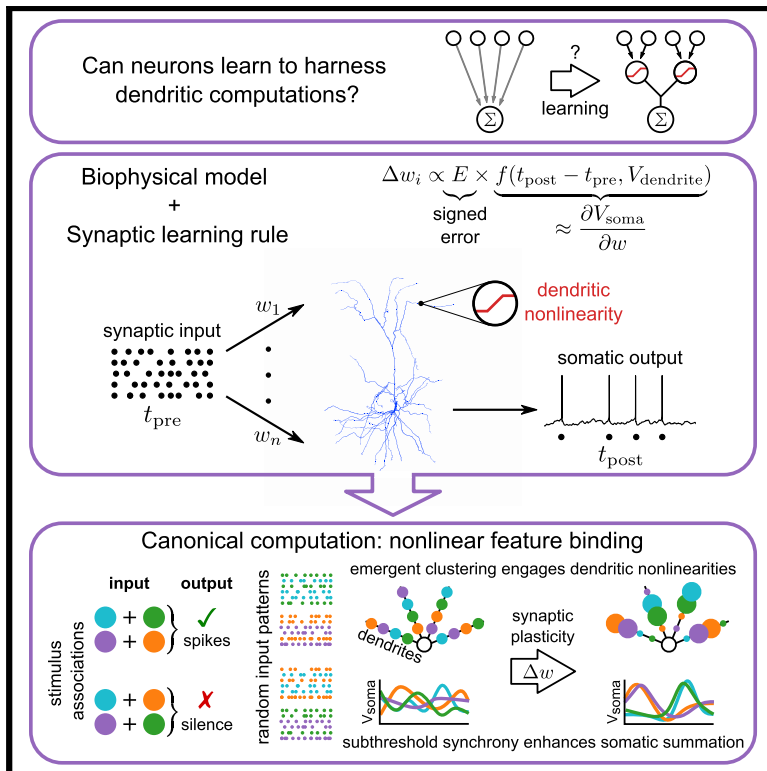 Can neurons learn to harness
dendritic computations?
?
learning
Σ
Σ
Biophysical model
+
Synaptic learning rule
Δw_i ∝ E × f(t_post − t_pre, V_dendrite)
signed
error
≈ ∂V_soma / ∂w
w_1
dendritic
nonlinearity
synaptic input
somatic output
t_pre
w_n
t_post
Canonical computation: nonlinear feature binding
input output
stimulus
associations
+ ✓
+ spikes
+ ✗
+ silence
random input patterns
emergent clustering engages dendritic nonlinearities
dendrites
synaptic
plasticity
Δw
V_soma
V_soma
subthreshold synchrony enhances somatic summation